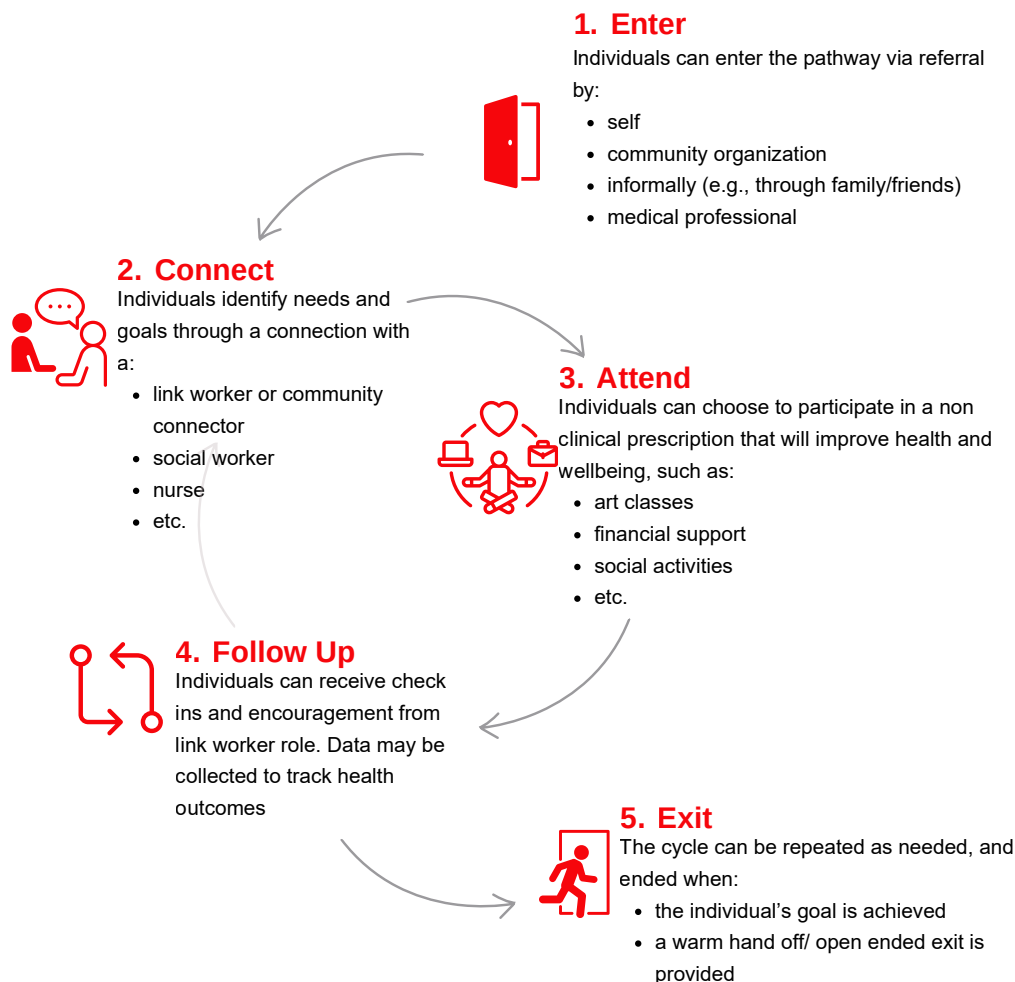 1. Enter
Individuals can enter the pathway via referral
by:
• self
• community organization
• informally (e.g., through family/friends)
• medical professional
2. Connect
Individuals identify needs and
goals through a connection with
a:
• link worker or community
connector
• social worker
• nurse
• etc.
3. Attend
Individuals can choose to participate in a non
clinical prescription that will improve health and
wellbeing, such as:
• art classes
• financial support
• social activities
• etc.
4. Follow Up
Individuals can receive check
ins and encouragement from
link worker role. Data may be
collected to track health
outcomes
5. Exit
The cycle can be repeated as needed, and
ended when:
• the individual’s goal is achieved
• a warm hand off/ open ended exit is
provided